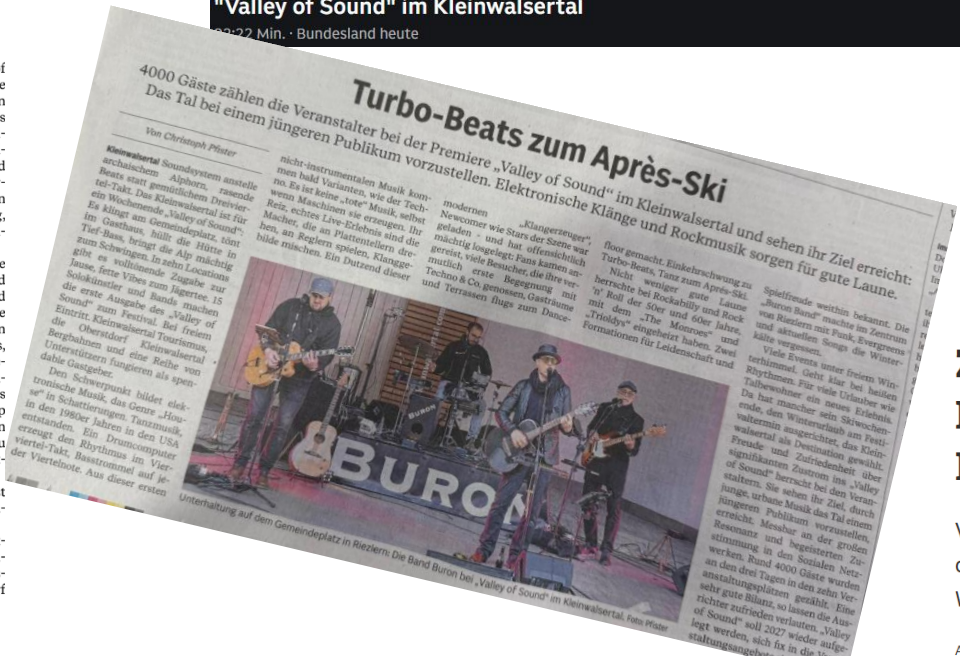 "Valley of Sound" im Kleinwalsertal
02:22 Min. · Bundesland heute
Turbo-Beats zum Après-Ski
4000 Gäste zählen die Veranstalter bei der Premiere „Valley of Sound“ im Kleinwalsertal und sehen ihr Ziel erreicht:
Das Tal bei einem jüngeren Publikum vorzustellen. Elektronische Klänge und Rockmusik sorgen für gute Laune.
Von Christoph Pfister
Kleinwalsertal Soundsystem anstelle
archaischem Alphorn, rasende
Beats statt gemütlichem Dreivier-
tel-Takt. Das Kleinwalsertal ist für
ein Wochenende „Valley of Sound“.
Es klingt am Gemeindeplatz, tönt
im Gasthaus, hüllt die Hütte in
Tief-Bass, bringt die Alp mächtig
zum Schwingen. In zehn Locations
gibt es volltönende Zugabe zur
Jause, fette Vibes zum Jägertee. 15
Solokünstler und Bands machen
die erste Ausgabe des „Valley of
Sound“ zum Festival. Bei freiem
Eintritt. Kleinwalsertal Tourismus,
die Oberstdorf Kleinwalsertal
Bergbahnen und eine Reihe von
Unterstützern fungieren als spen-
dable Gastgeber.
Den Schwerpunkt bildet elek-
tronische Musik, das Genre „Hou-
se“ in Schattierungen. Tanzmusik
in den 1980er Jahren in den USA
entstanden. Ein Drumcomputer
erzeugt den Rhythmus im Vier-
viertel-Takt, Basstrommel auf je-
der Viertelnote. Aus dieser ersten
nicht-instrumentalen Musik kom-
men bald Varianten, wie der Tech-
no. Es ist keine „tote“ Musik, selbst
wenn Maschinen sie erzeugen. Ihr
Reiz, echtes Live-Erlebnis sind die
Macher, die an Plattentellern dre-
hen, an Reglern spielen, Klangge-
bilde mischen. Ein Dutzend dieser
modernen „Klangerzeuger“,
Newcomer wie Stars der Szene war
geladen - und hat offensichtlich
mächtig losgelegt: Fans kamen an-
gereist, viele Besucher, die ihre ver-
mutlich erste Begegnung mit
Techno & Co. genossen, Gasträume
und Terrassen flugs zum Dance-
floor gemacht. Einkehrschwung zu
Turbo-Beats, Tanz zum Après-Ski.
Nicht weniger gute Laune
herrschte bei Rockabilly und Rock
'n' Roll der 50er und 60er Jahre,
mit dem „The Monroes“ und
„Trioldys“ eingeheizt haben. Zwei
Formationen für Leidenschaft und
Spielfreude weithin bekannt. Die
„Buron Band“ machte im Zentrum
von Riezlern mit Funk, Evergreens
und aktuellen Songs die Winter-
kälte vergessen.
Viele Events unter freiem Win-
terhimmel. Geht klar bei heißen
Rhythmen. Für viele Urlauber wie
Talbewohner ein neues Erlebnis.
Da hat mancher sein Skiwochen-
ende, den Winterurlaub am Festi-
valtermin ausgerichtet, das Klein-
walsertal als Destination gewählt.
Freude und Zufriedenheit über
signifikanten Zustrom ins „Valley
of Sound“ herrscht bei den Veran-
staltern. Sie sehen ihr Ziel, durch
junge, urbane Musik das Tal einem
jüngeren Publikum vorzustellen,
erreicht. Messbar an der großen
Resonanz und begeisterten Zu-
stimmung in den Sozialen Netz-
werken. Rund 4000 Gäste wurden
an den drei Tagen in den zehn Ver-
anstaltungsplätzen gezählt. Eine
sehr gute Bilanz, so lassen die Aus-
richter zufrieden verlauten. „Valley
of Sound“ soll 2027 wieder aufge-
legt werden, sich fix in die
staltungsangebote
BURON
BURON
Unterhaltung auf dem Gemeindeplatz in Riezlern: Die Band Buron bei „Valley of Sound“ im Kleinwalsertal. Foto: Pfister